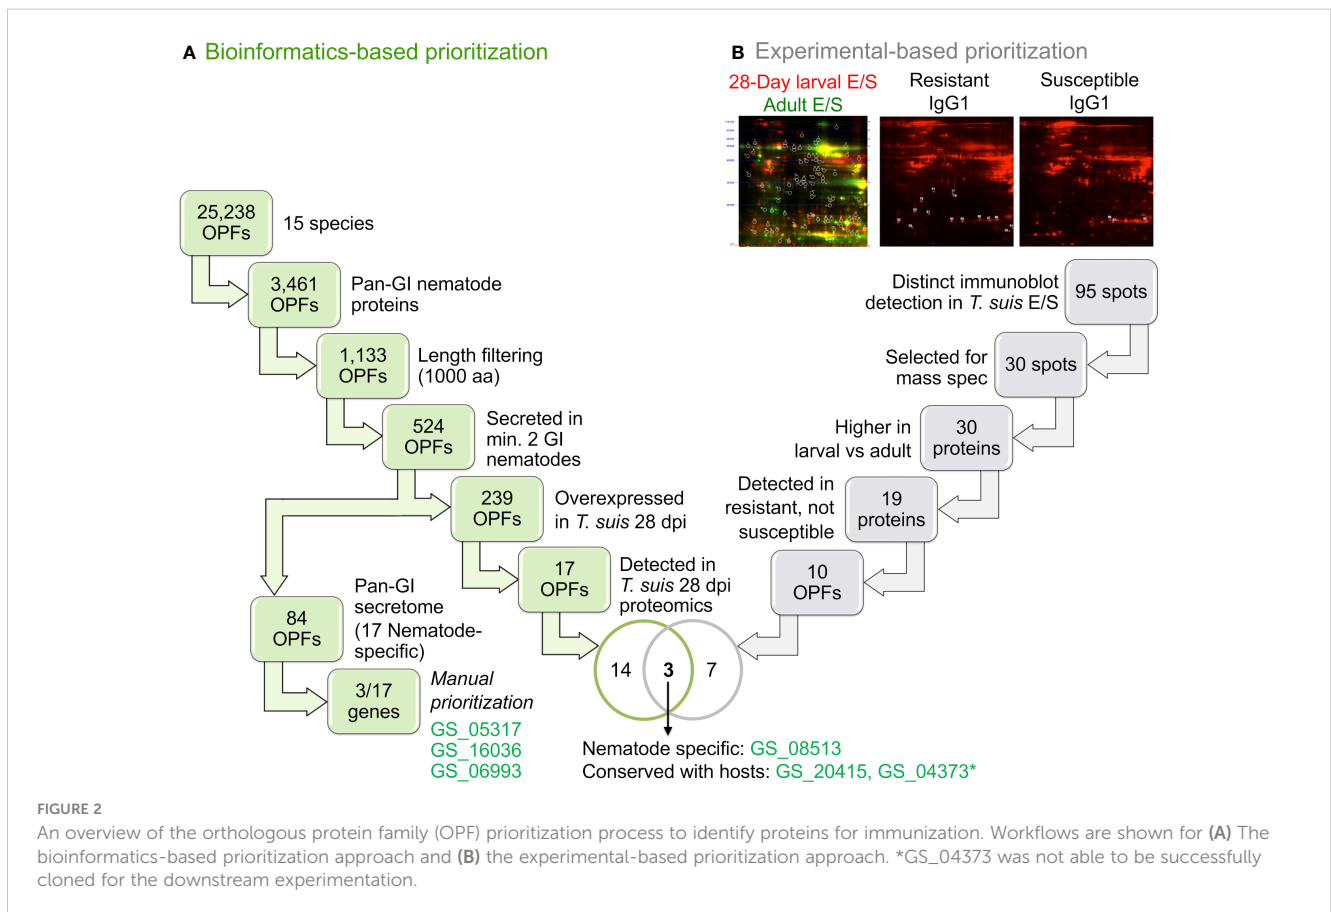 A Bioinformatics-based prioritization
25,238
OPFs
15 species
3,461
OPFs
Pan-GI nematode
proteins
1,133
OPFs
Length filtering
(1000 aa)
524
OPFs
Secreted in
min. 2 GI
nematodes
239
OPFs
Overexpressed
in T. suis 28 dpi
17
OPFs
Detected in
T. suis 28 dpi
proteomics
84
OPFs
Pan-GI
secretome
(17 Nematode-
specific)
3/17
genes
Manual
prioritization
GS_05317
GS_16036
GS_06993
B Experimental-based prioritization
28-Day larval E/S
Adult E/S
Resistant
IgG1
Susceptible
IgG1
Distinct immunoblot
detection in T. suis E/S
95 spots
Selected for
mass spec
30 spots
Higher in
larval vs adult
30
proteins
Detected in
resistant, not
susceptible
19
proteins
10
OPFs
14
3
7
Nematode specific: GS_08513
Conserved with hosts: GS_20415, GS_04373*
FIGURE 2
An overview of the orthologous protein family (OPF) prioritization process to identify proteins for immunization. Workflows are shown for (A) The
bioinformatics-based prioritization approach and (B) the experimental-based prioritization approach. *GS_04373 was not able to be successfully
cloned for the downstream experimentation.